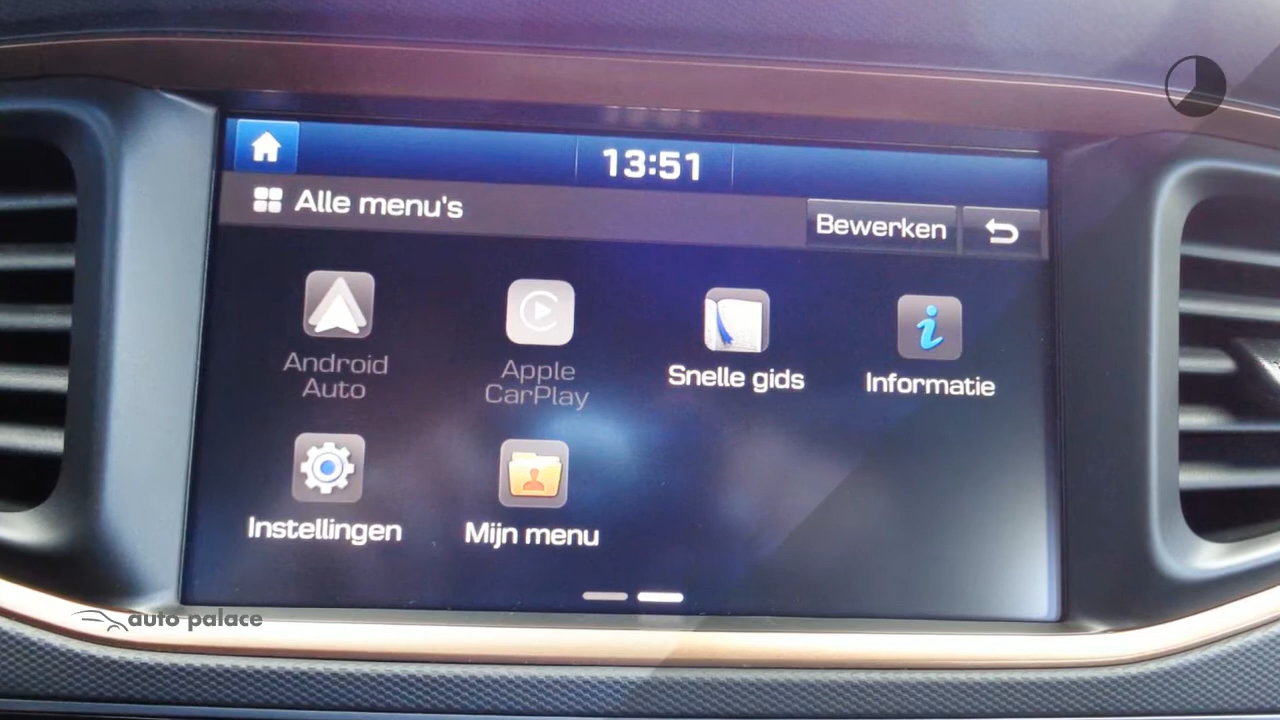 13:51
Alle menu's
Bewerken
Android
Auto
Apple
CarPlay
Snelle gids
Informatie
Instellingen
Mijn menu
auto palace